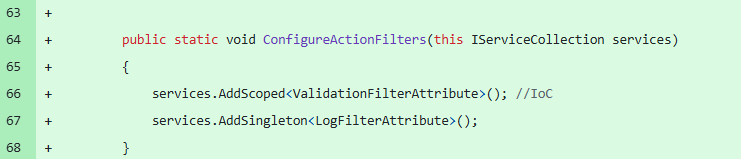 63 +
64 + public static void ConfigureActionFilters(this IServiceCollection services)
65 + {
66 + services.AddScoped<ValidationFilterAttribute>(); //IoC
67 + services.AddSingleton<LogFilterAttribute>();
68 + }